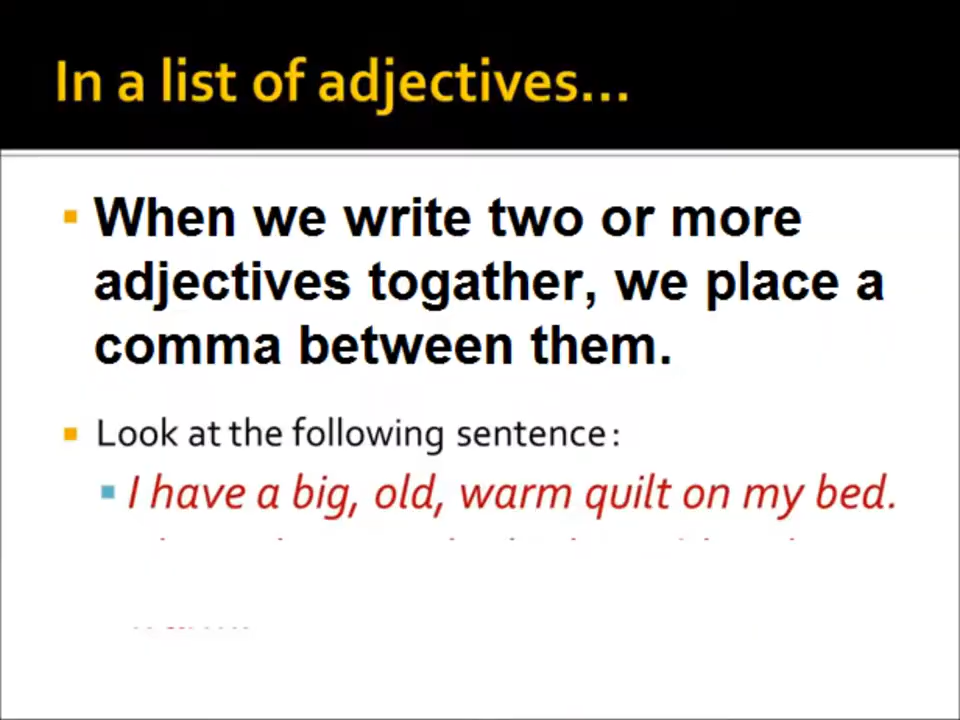 In a list of adjectives...
When we write two or more
adjectives togather, we place a
comma between them.
Look at the following sentence:
I have a big, old, warm quilt on my bed.